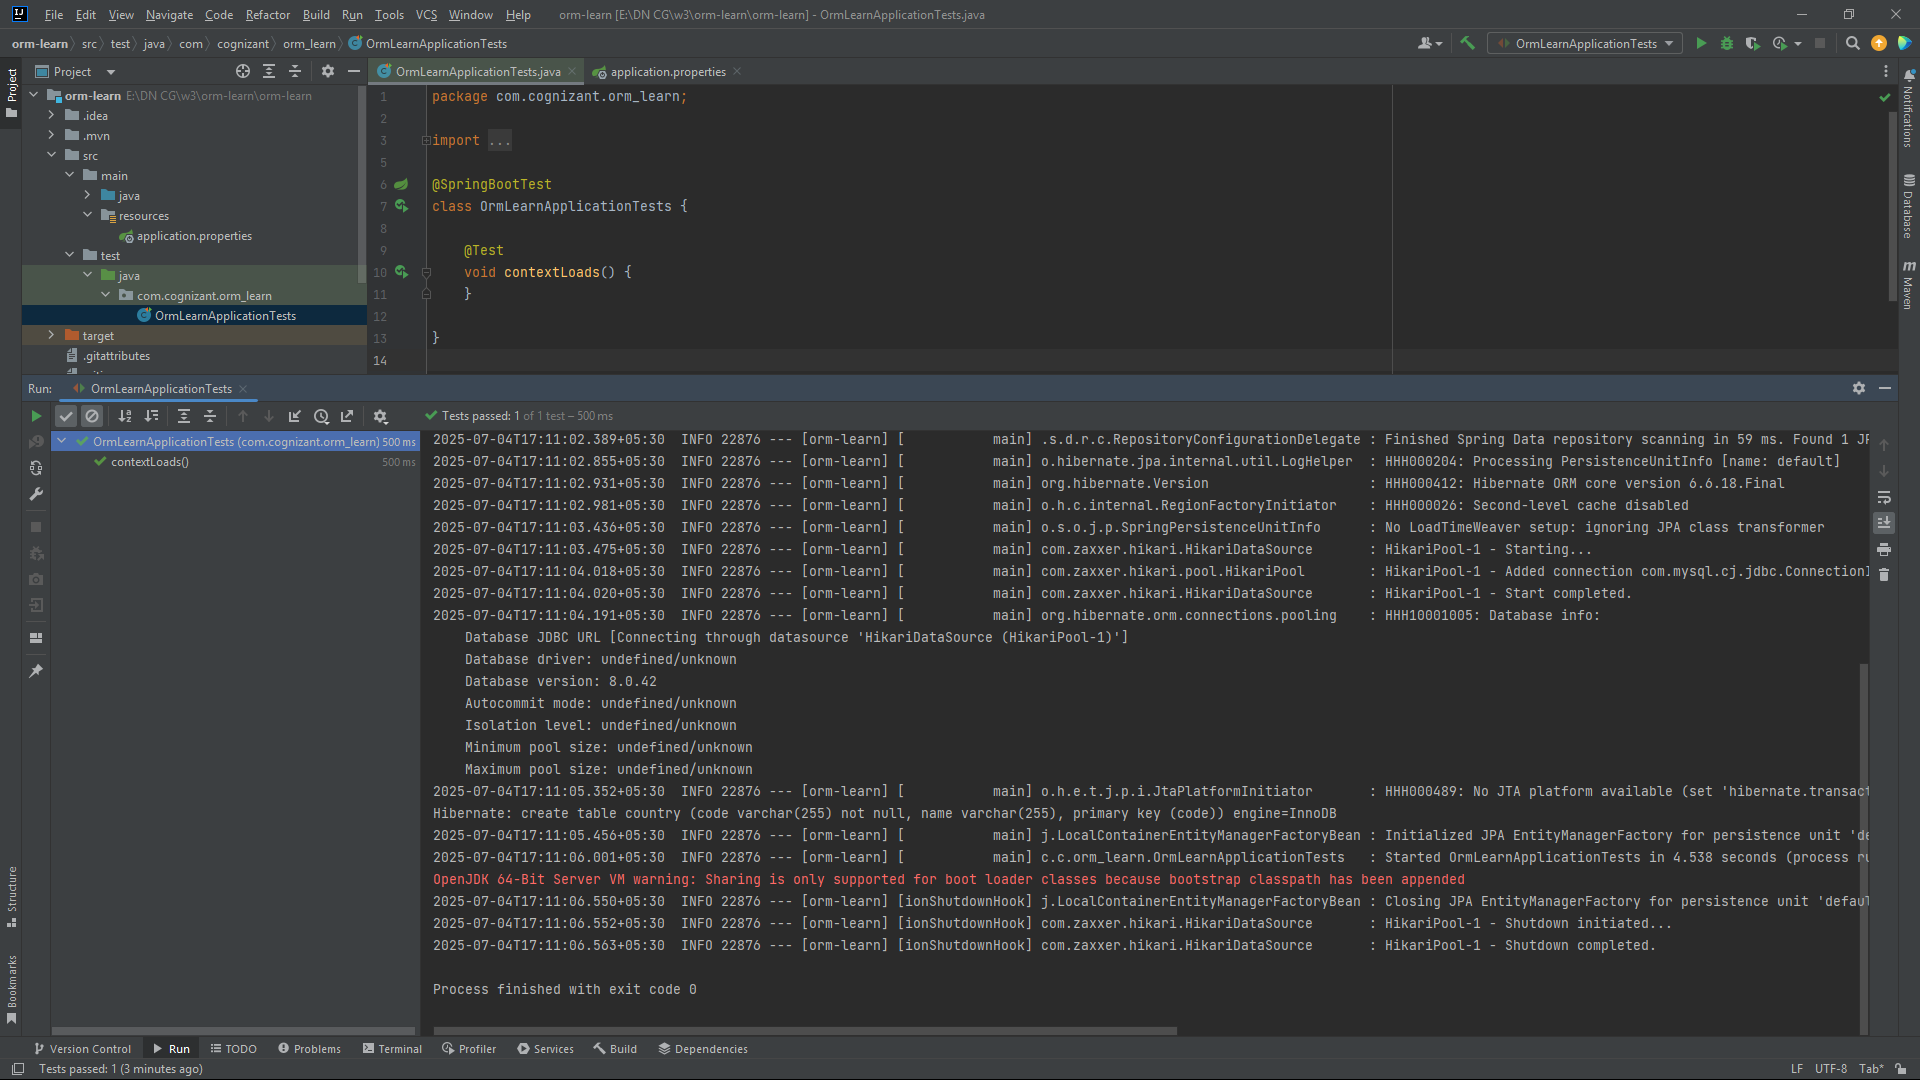 File Edit View Navigate Code Refactor Build Run Tools VCS Window Help orm-learn [E:\DN CG\w3\orm-learn\orm-learn] - OrmLearnApplicationTests.java
orm-learn src test java com cognizant orm_learn OrmLearnApplicationTests OrmLearnApplicationTests
Project
OrmLearnApplicationTests.java application.properties
orm-learn E:\DN CG\w3\orm-learn\orm-learn
.idea
.mvn
src
main
java
resources
application.properties
test
java
com.cognizant.orm_learn
OrmLearnApplicationTests
target
.gitattributes
1 package com.cognizant.orm_learn;
2
3 import ...
5
6 @SpringBootTest
7 class OrmLearnApplicationTests {
8
9 @Test
10 void contextLoads() {
11 }
12
13 }
14
Project
Structure
Bookmarks
Notifications
Database
Maven
Run: OrmLearnApplicationTests
Tests passed: 1 of 1 test – 500 ms
OrmLearnApplicationTests (com.cognizant.orm_learn) 500 ms
contextLoads() 500 ms
2025-07-04T17:11:02.389+05:30 INFO 22876 --- [orm-learn] [ main] .s.d.r.c.RepositoryConfigurationDelegate : Finished Spring Data repository scanning in 59 ms. Found 1 JP
2025-07-04T17:11:02.855+05:30 INFO 22876 --- [orm-learn] [ main] o.hibernate.jpa.internal.util.LogHelper : HHH000204: Processing PersistenceUnitInfo [name: default]
2025-07-04T17:11:02.931+05:30 INFO 22876 --- [orm-learn] [ main] org.hibernate.Version : HHH000412: Hibernate ORM core version 6.6.18.Final
2025-07-04T17:11:02.981+05:30 INFO 22876 --- [orm-learn] [ main] o.h.c.internal.RegionFactoryInitiator : HHH000026: Second-level cache disabled
2025-07-04T17:11:03.436+05:30 INFO 22876 --- [orm-learn] [ main] o.s.o.j.p.SpringPersistenceUnitInfo : No LoadTimeWeaver setup: ignoring JPA class transformer
2025-07-04T17:11:03.475+05:30 INFO 22876 --- [orm-learn] [ main] com.zaxxer.hikari.HikariDataSource : HikariPool-1 - Starting...
2025-07-04T17:11:04.018+05:30 INFO 22876 --- [orm-learn] [ main] com.zaxxer.hikari.pool.HikariPool : HikariPool-1 - Added connection com.mysql.cj.jdbc.ConnectionI
2025-07-04T17:11:04.020+05:30 INFO 22876 --- [orm-learn] [ main] com.zaxxer.hikari.HikariDataSource : HikariPool-1 - Start completed.
2025-07-04T17:11:04.191+05:30 INFO 22876 --- [orm-learn] [ main] org.hibernate.orm.connections.pooling : HHH10001005: Database info:
Database JDBC URL [Connecting through datasource 'HikariDataSource (HikariPool-1)']
Database driver: undefined/unknown
Database version: 8.0.42
Autocommit mode: undefined/unknown
Isolation level: undefined/unknown
Minimum pool size: undefined/unknown
Maximum pool size: undefined/unknown
2025-07-04T17:11:05.352+05:30 INFO 22876 --- [orm-learn] [ main] o.h.e.t.j.p.i.JtaPlatformInitiator : HHH000489: No JTA platform available (set 'hibernate.transact
Hibernate: create table country (code varchar(255) not null, name varchar(255), primary key (code)) engine=InnoDB
2025-07-04T17:11:05.456+05:30 INFO 22876 --- [orm-learn] [ main] j.LocalContainerEntityManagerFactoryBean : Initialized JPA EntityManagerFactory for persistence unit 'de
2025-07-04T17:11:06.001+05:30 INFO 22876 --- [orm-learn] [ main] c.c.orm_learn.OrmLearnApplicationTests : Started OrmLearnApplicationTests in 4.538 seconds (process ru
OpenJDK 64-Bit Server VM warning: Sharing is only supported for boot loader classes because bootstrap classpath has been appended
2025-07-04T17:11:06.550+05:30 INFO 22876 --- [orm-learn] [ionShutdownHook] j.LocalContainerEntityManagerFactoryBean : Closing JPA EntityManagerFactory for persistence unit 'defaul
2025-07-04T17:11:06.552+05:30 INFO 22876 --- [orm-learn] [ionShutdownHook] com.zaxxer.hikari.HikariDataSource : HikariPool-1 - Shutdown initiated...
2025-07-04T17:11:06.563+05:30 INFO 22876 --- [orm-learn] [ionShutdownHook] com.zaxxer.hikari.HikariDataSource : HikariPool-1 - Shutdown completed.
Process finished with exit code 0
Version Control Run TODO Problems Terminal Profiler Services Build Dependencies
Tests passed: 1 (3 minutes ago) LF UTF-8 Tab*